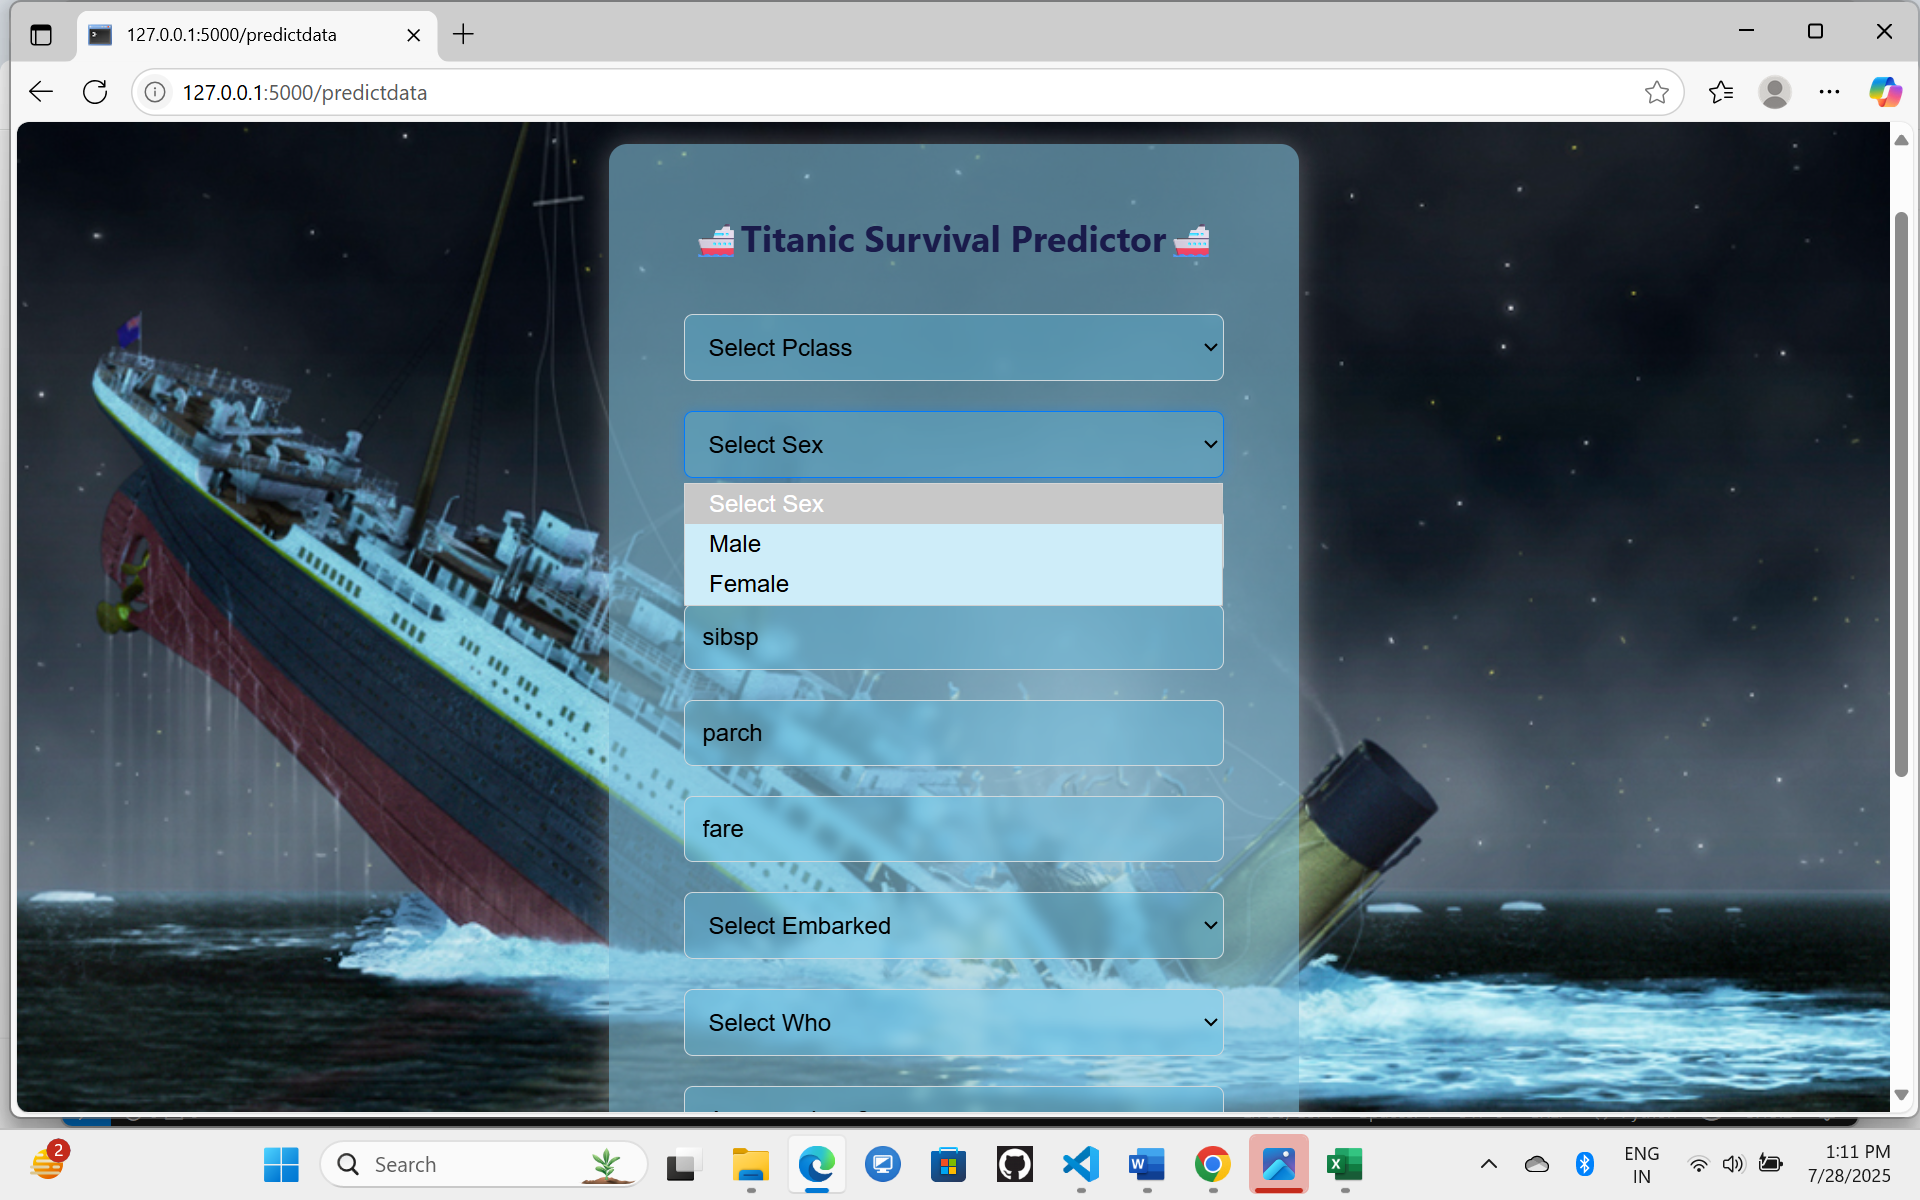 127.0.0.1:5000/predictdata
127.0.0.1:5000/predictdata
Titanic Survival Predictor
Select Pclass
Select Sex
Select Sex
Male
Female
sibsp
parch
fare
Select Embarked
Select Who
2
Search
ENG
IN
1:11 PM
7/28/2025